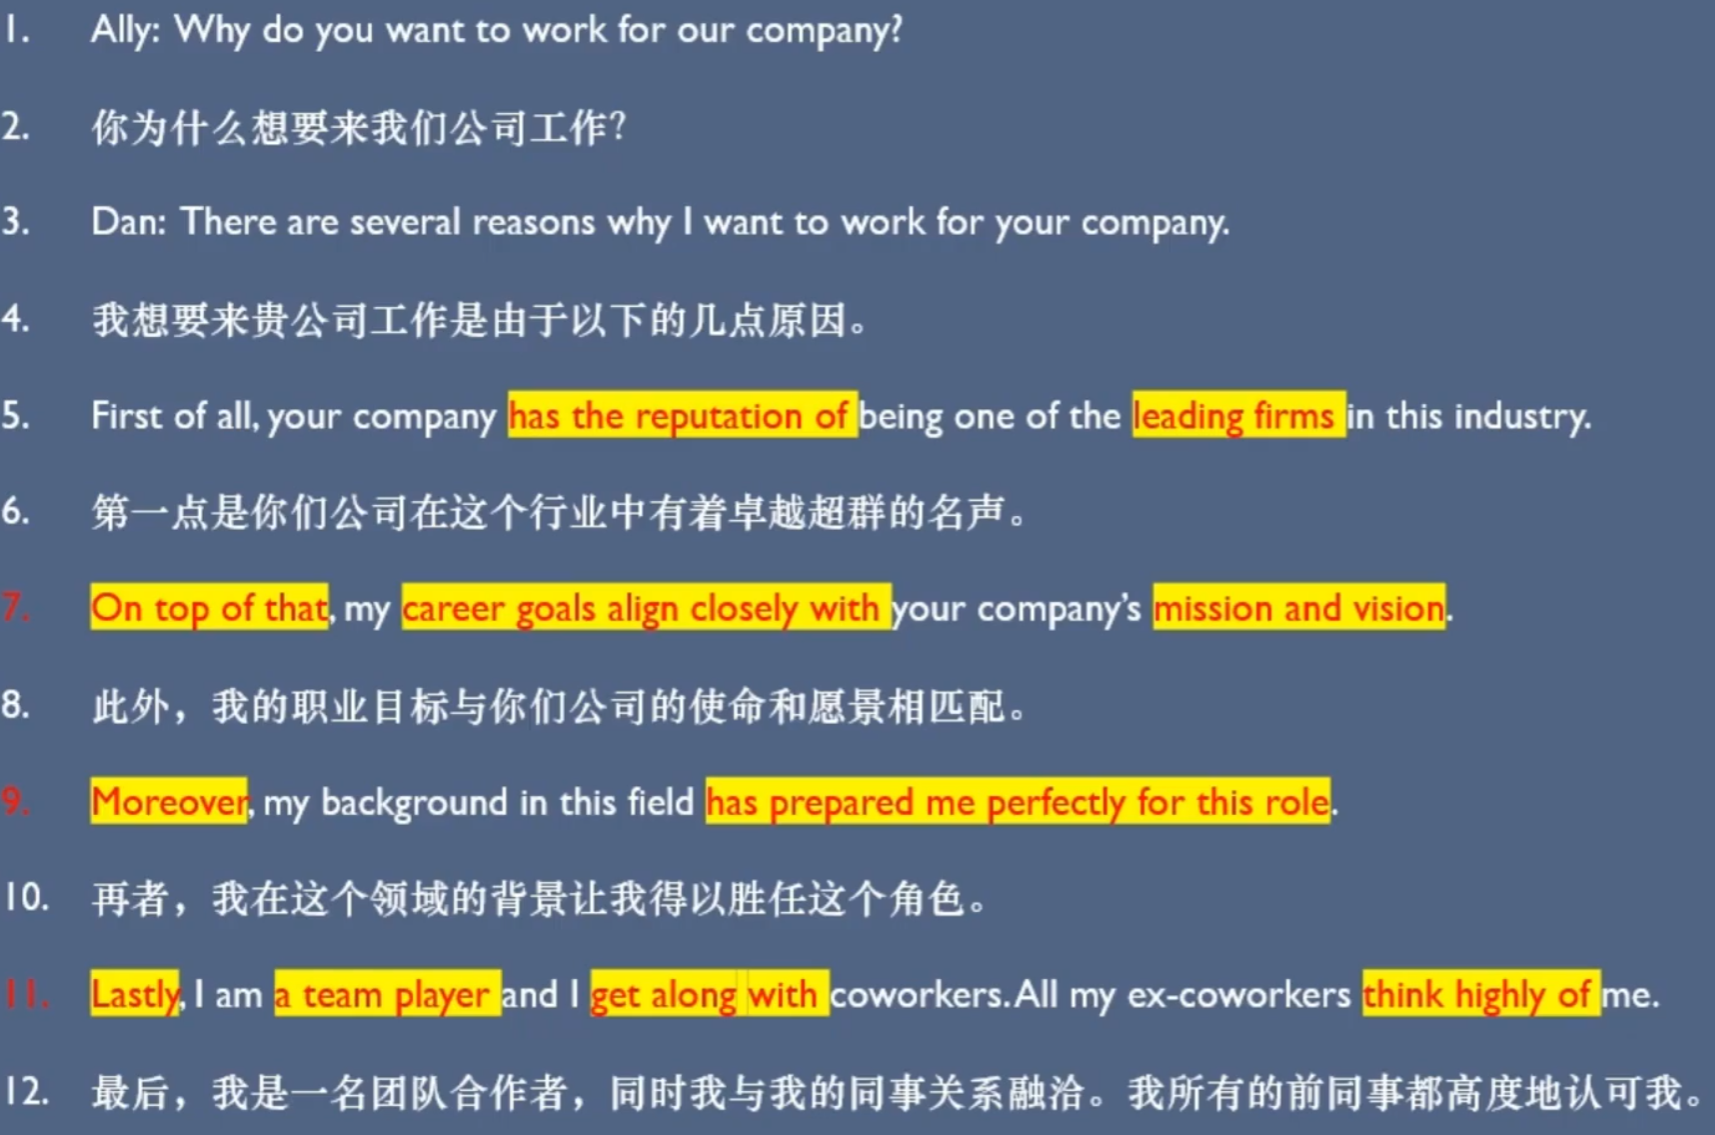 1. Ally: Why do you want to work for our company?
2. 你为什么想要来我们公司工作?
3. Dan: There are several reasons why I want to work for your company.
4. 我想要来贵公司工作是由于以下的几点原因。
5. First of all, your company has the reputation of being one of the leading firms in this industry.
6. 第一点是你们公司在这个行业中有着卓越超群的名声。
7. On top of that, my career goals align closely with your company’s mission and vision.
8. 此外，我的职业目标与你们公司的使命和愿景相匹配。
9. Moreover, my background in this field has prepared me perfectly for this role.
10. 再者，我在这个领域的背景让我得以胜任这个角色。
11. Lastly, I am a team player and I get along with coworkers. All my ex-coworkers think highly of me.
12. 最后，我是一名团队合作者，同时我与我的同事关系融洽。我所有的前同事都高度地认可我。